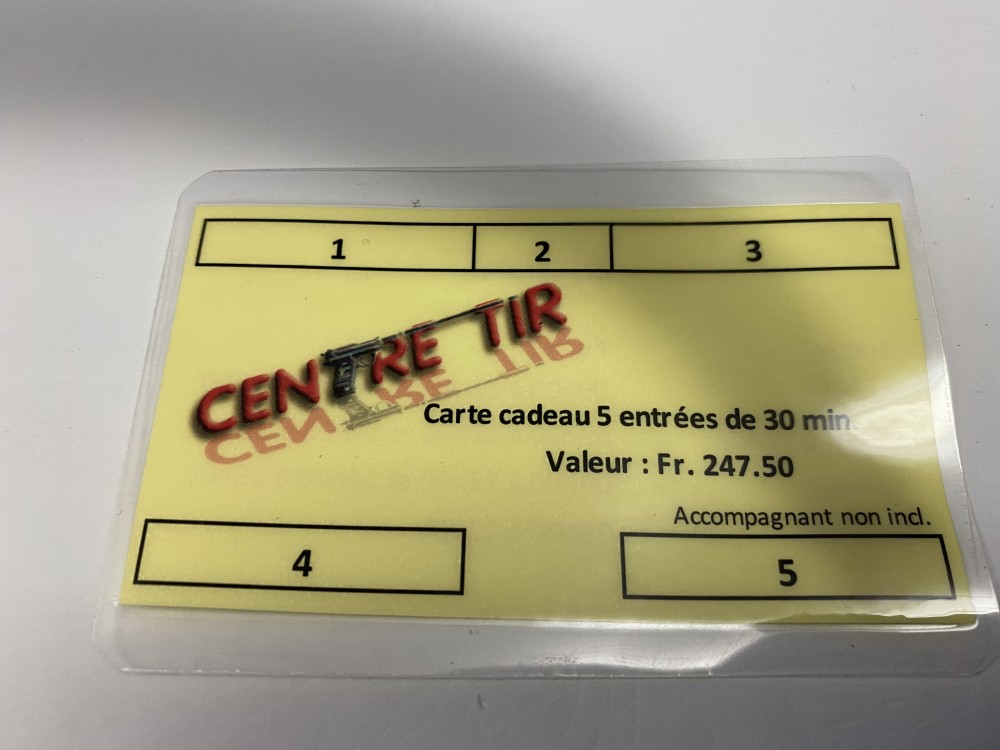 1 2 3
CENTRE TIR
Carte cadeau 5 entrées de 30 min.
Valeur : Fr. 247.50
Accompagnant non incl.
4 5